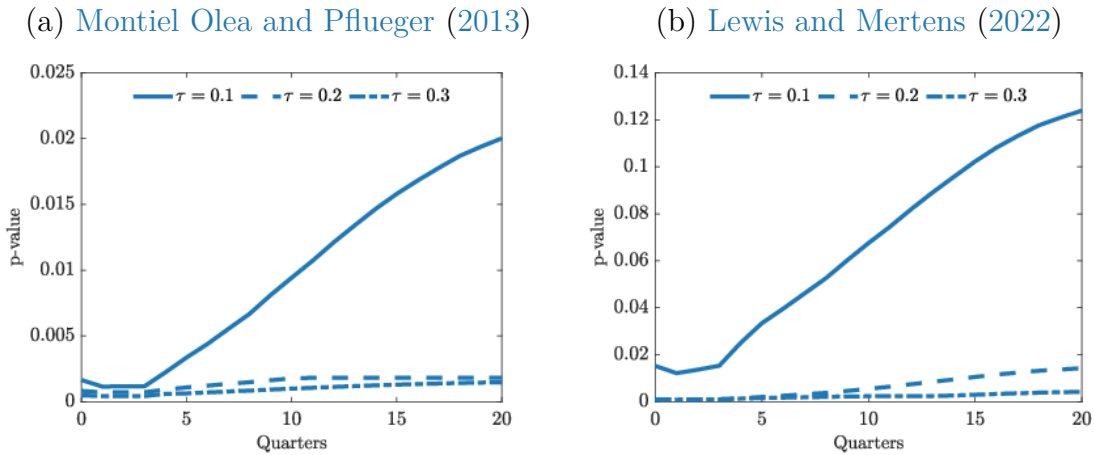 (a) Montiel Olea and Pflueger (2013)
0.025
0.02
0.015
0.01
0.005
0
p-value
τ = 0.1 τ = 0.2 τ = 0.3
0 5 10 15 20
Quarters
(b) Lewis and Mertens (2022)
0.14
0.12
0.1
0.08
0.06
0.04
0.02
0
p-value
τ = 0.1 τ = 0.2 τ = 0.3
0 5 10 15 20
Quarters